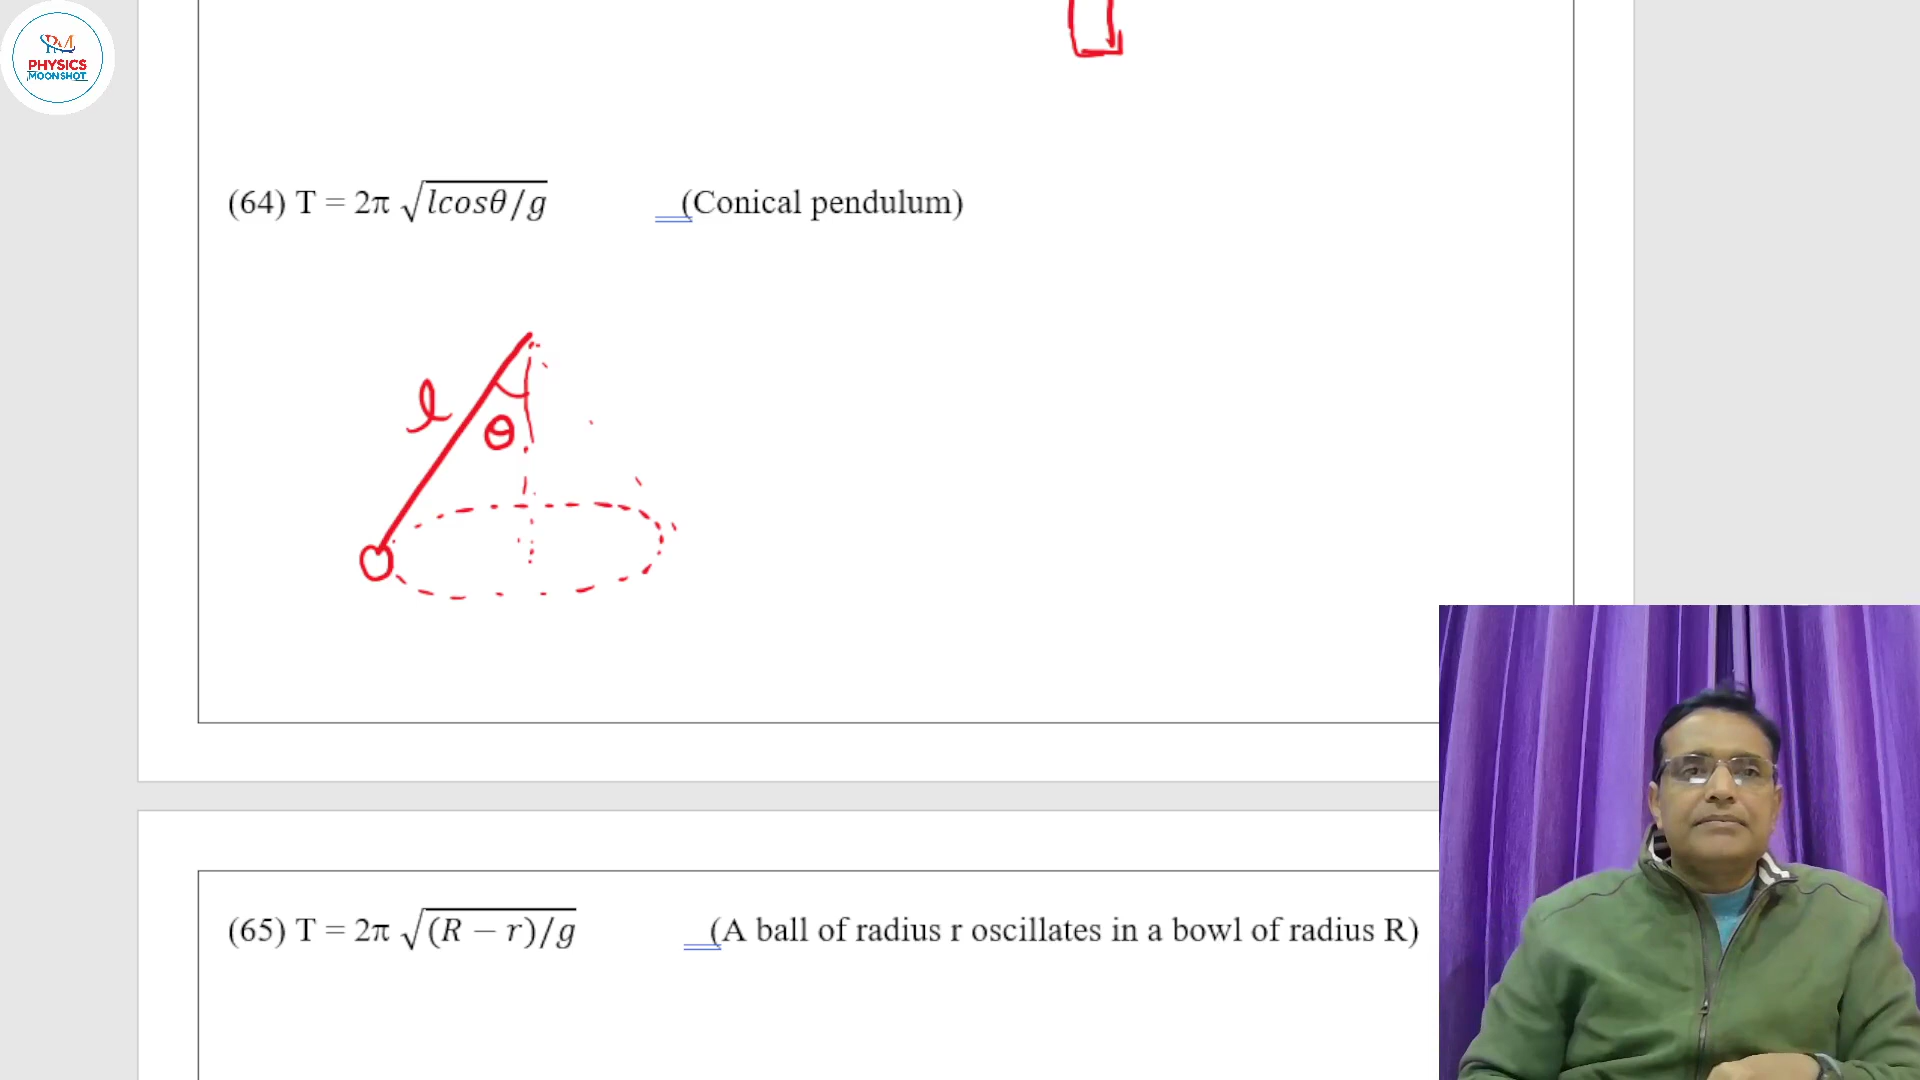 PHYSICS
MOONSHOT
(64) T = 2π √lcosθ/g (Conical pendulum)
l
θ
(65) T = 2π √(R − r)/g (A ball of radius r oscillates in a bowl of radius R)